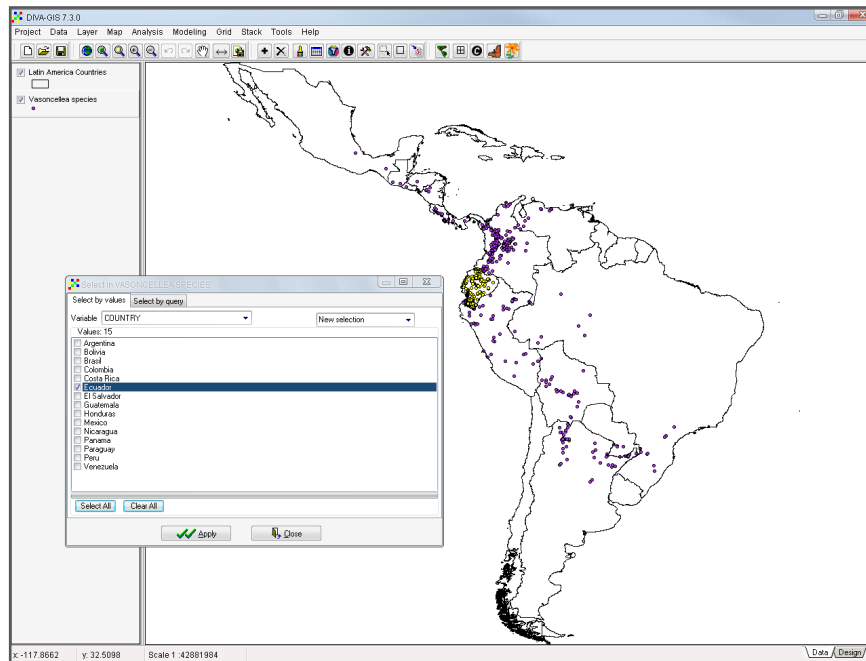 DIVA-GIS 7.3.0
Project Data Layer Map Analysis Modeling Grid Stack Tools Help
Latin America Countries
Vasoncellea species
Select in VASONCELLEA SPECIES
Select by values Select by query
Variable COUNTRY New selection
Values: 15
Argentina
Bolivia
Brasil
Colombia
Costa Rica
Ecuador
El Salvador
Guatemala
Honduras
Mexico
Nicaragua
Panama
Paraguay
Peru
Venezuela
Select All Clear All
Apply Close
x: -117.8662 y: 32.5098 Scale 1 :42881984 Data Design